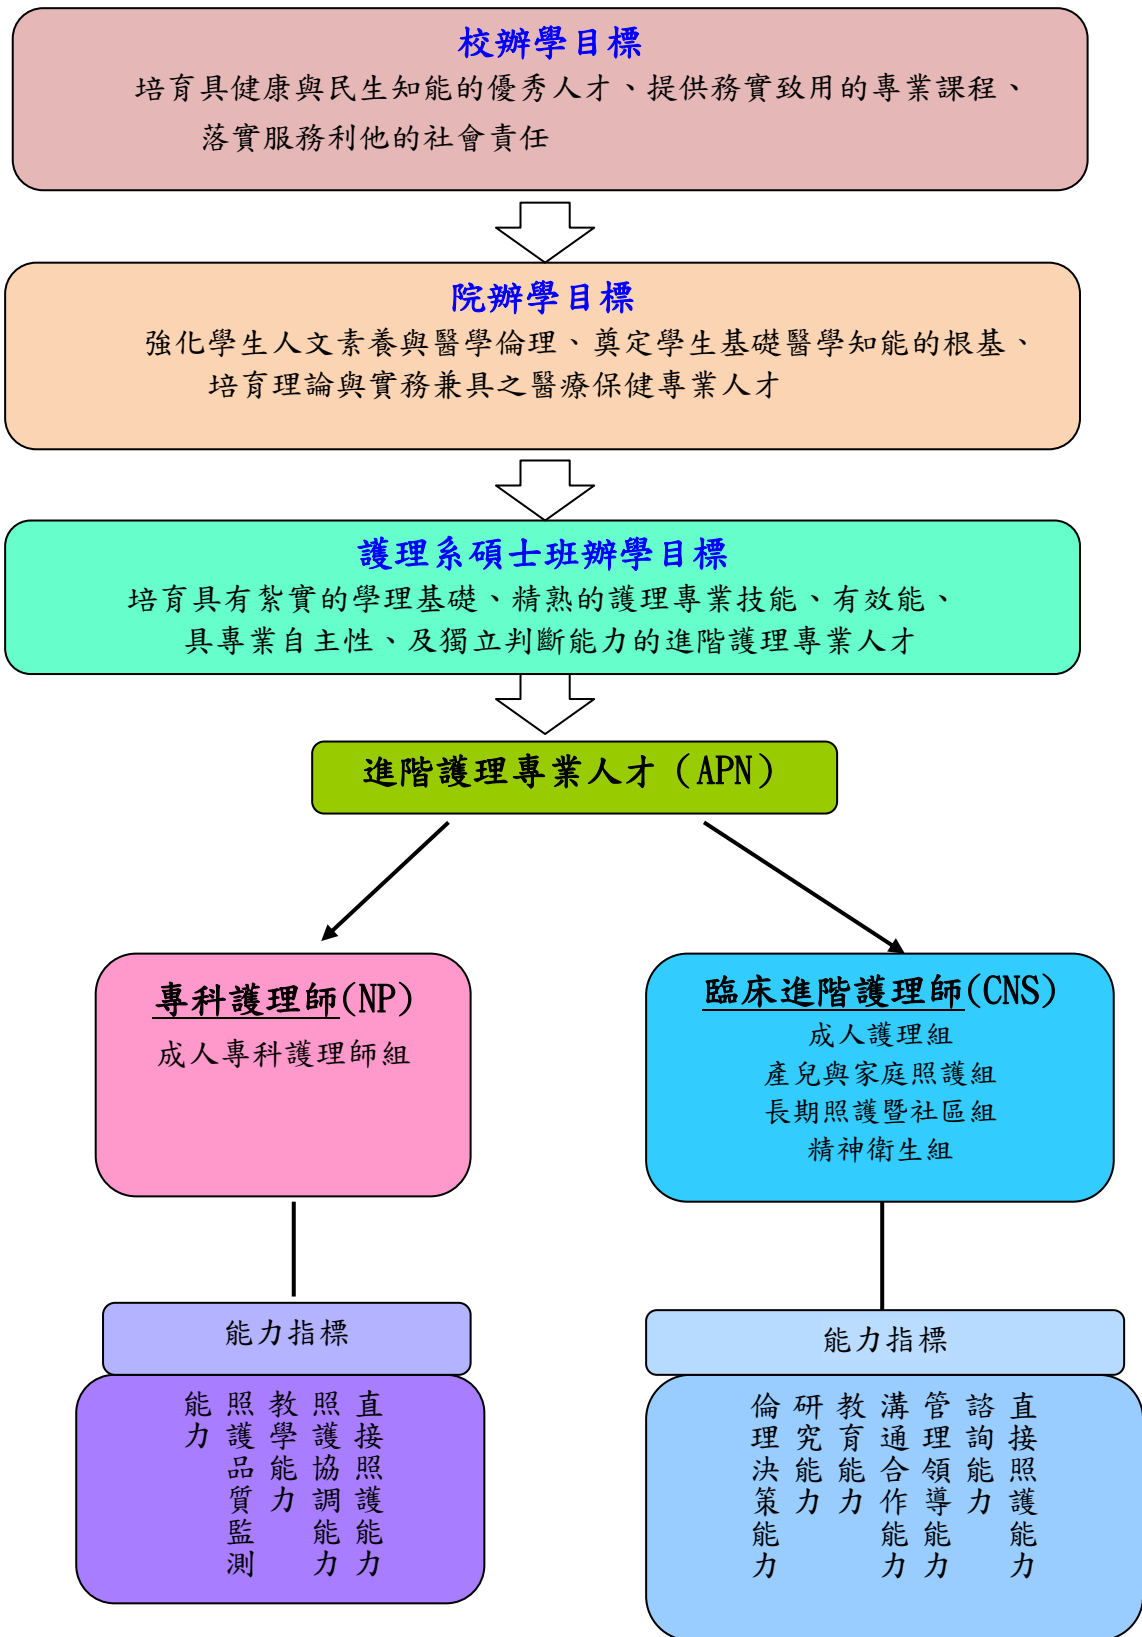 校辦學目標
培育具健康與民生知能的優秀人才、提供務實致用的專業課程、
落實服務利他的社會責任
院辦學目標
強化學生人文素養與醫學倫理、奠定學生基礎醫學知能的根基、
培育理論與實務兼具之醫療保健專業人才
護理系碩士班辦學目標
培育具有紮實的學理基礎、精熟的護理專業技能、有效能、
具專業自主性、及獨立判斷能力的進階護理專業人才
進階護理專業人才（APN）
專科護理師(NP)
成人專科護理師組
臨床進階護理師(CNS)
成人護理組
產兒與家庭照護組
長期照護暨社區組
精神衛生組
能力指標
直接照護能力
照護協調能力
教學能力
照護品質監測
能力
能力指標
直接照護能力
諮詢能力
管理領導能力
溝通合作能力
教育能力
研究能力
倫理決策能力